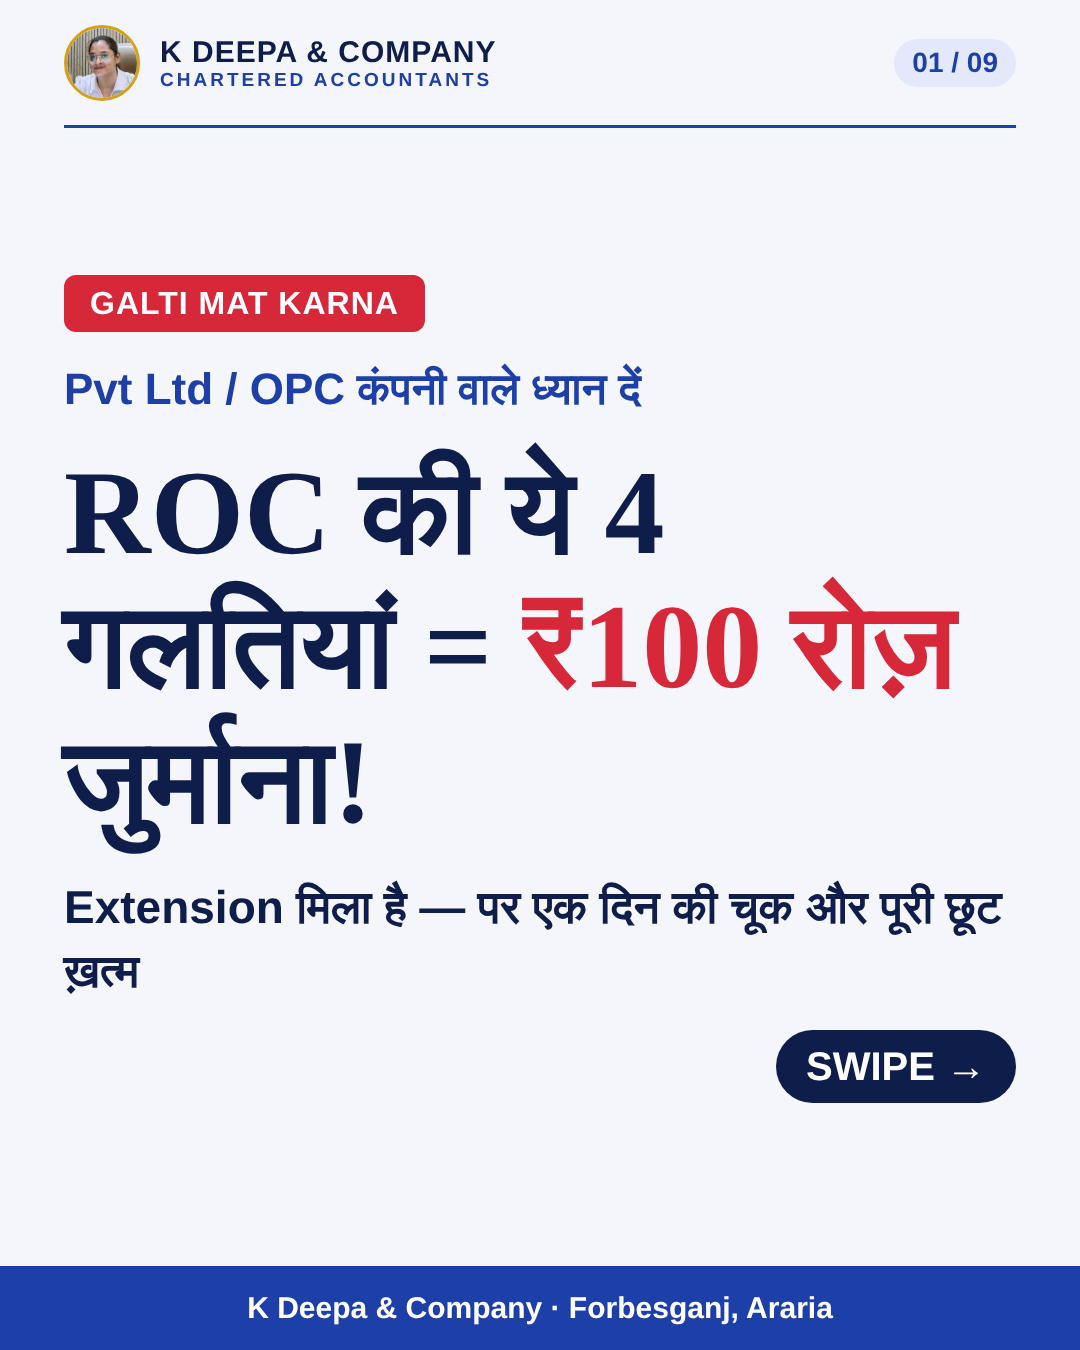 K DEEPA & COMPANY
CHARTERED ACCOUNTANTS
01 / 09
GALTI MAT KARNA
Pvt Ltd / OPC कंपनी वाले ध्यान दें
ROC की ये 4
गलतियां = ₹100 रोज़
जुर्माना!
Extension मिला है — पर एक दिन की चूक और पूरी छूट
ख़त्म
SWIPE →
K Deepa & Company · Forbesganj, Araria